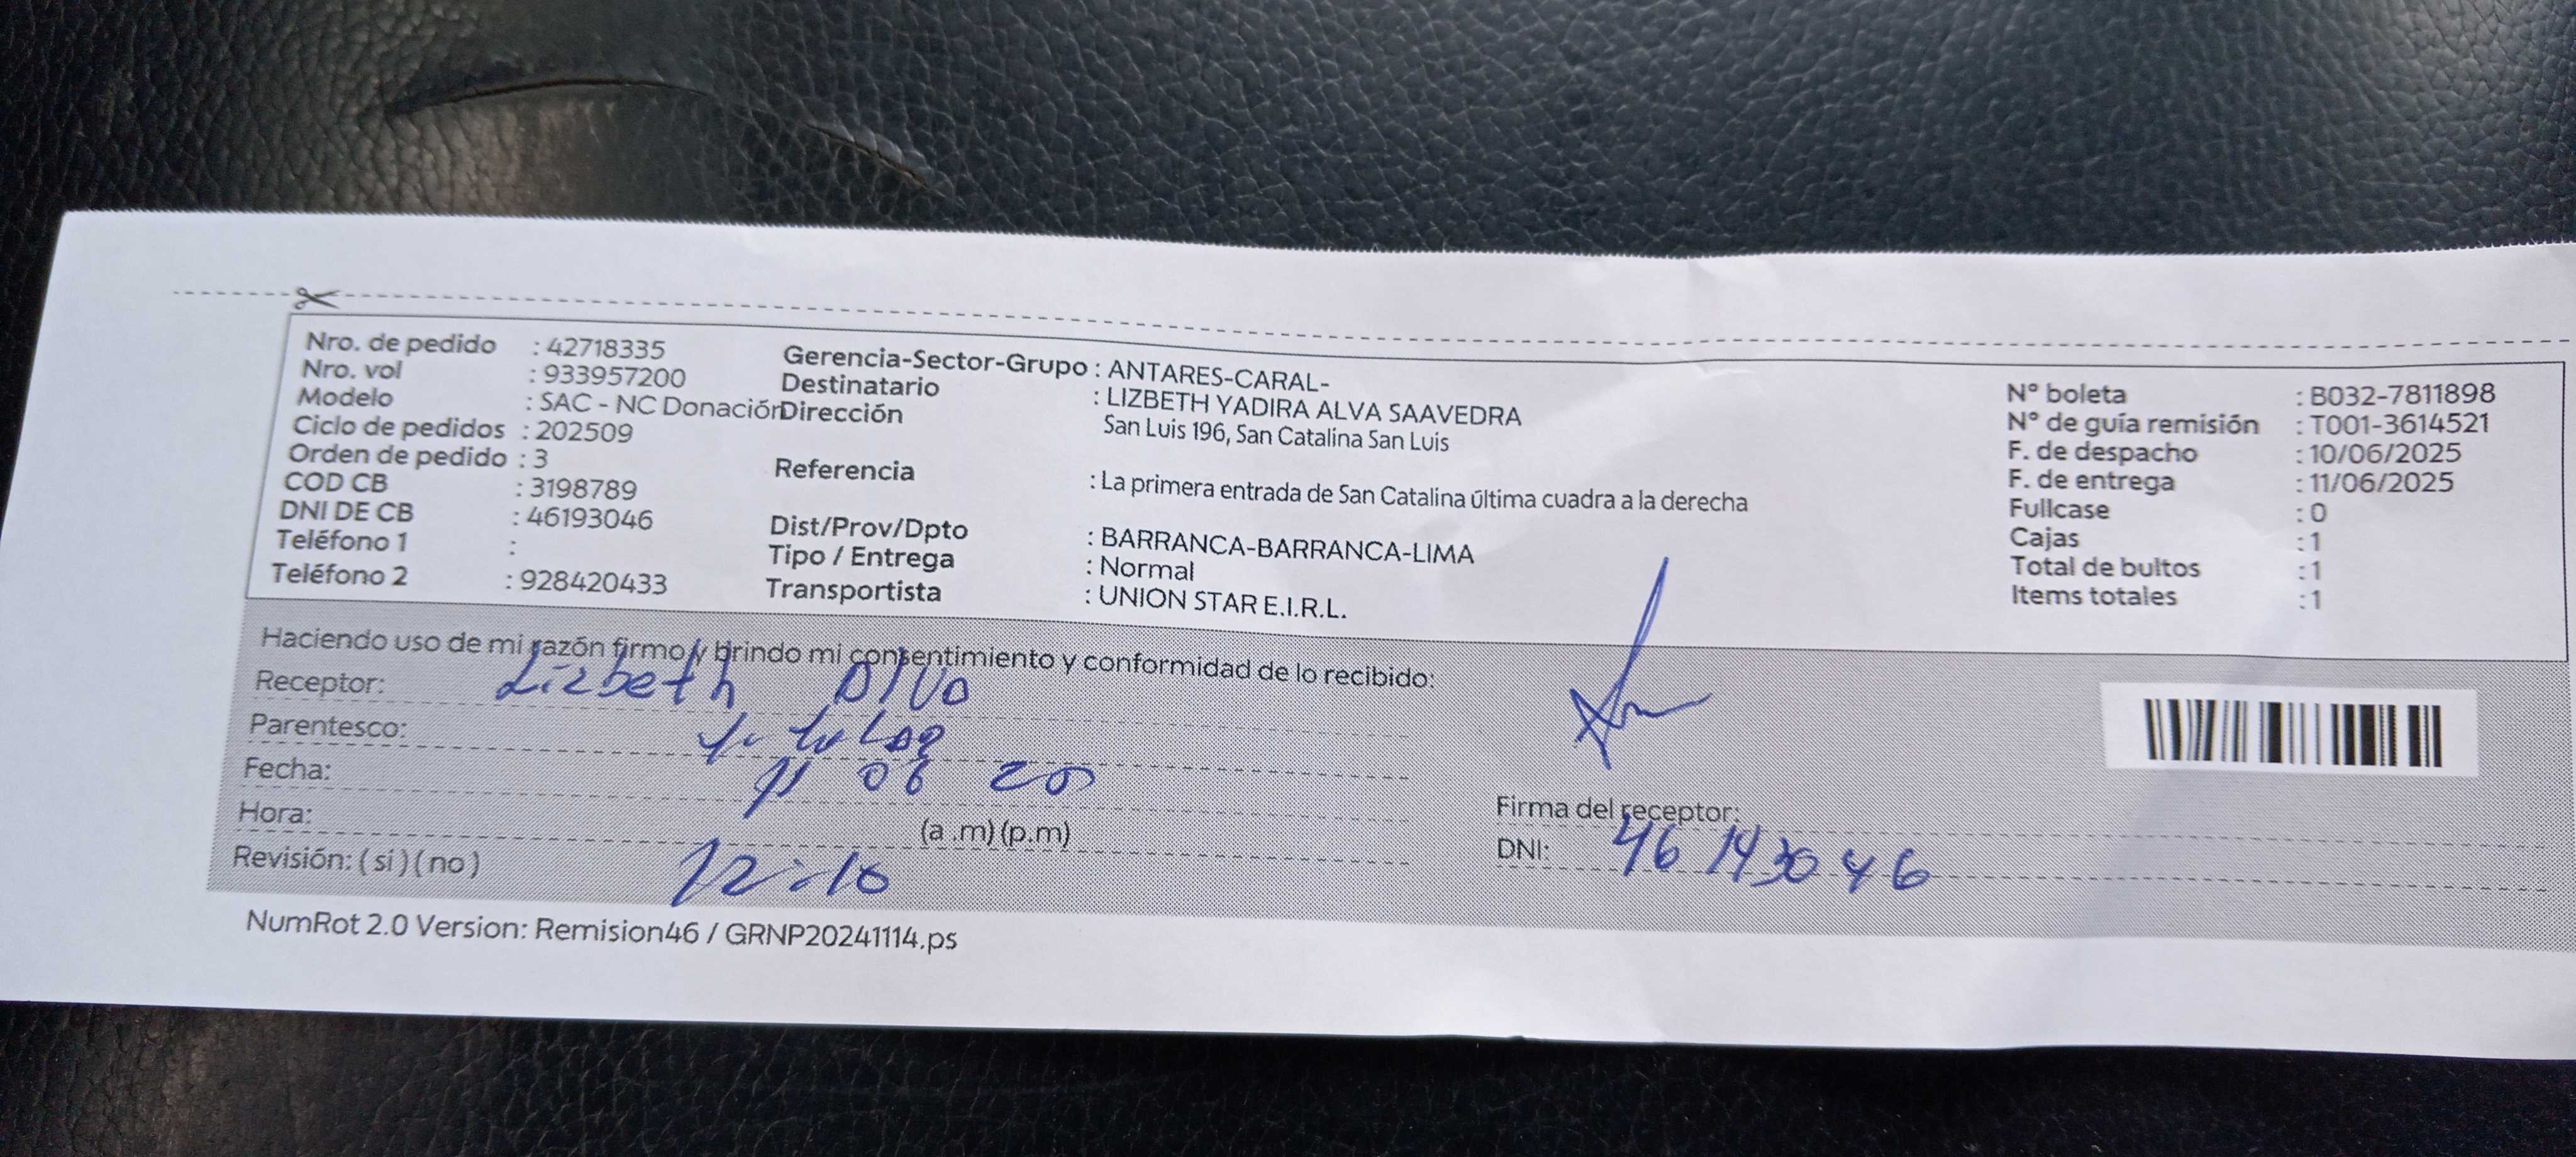 Nro. de pedido : 42718335
Nro. vol : 933957200
Modelo : SAC - NC Donación
Ciclo de pedidos : 202509
Orden de pedido : 3
COD CB : 3198789
DNI DE CB : 46193046
Teléfono 1 :
Teléfono 2 : 928420433
Gerencia-Sector-Grupo : ANTARES-CARAL-
Destinatario : LIZBETH YADIRA ALVA SAAVEDRA
Dirección San Luis 196, San Catalina San Luis
Referencia : La primera entrada de San Catalina última cuadra a la derecha
Dist/Prov/Dpto : BARRANCA-BARRANCA-LIMA
Tipo / Entrega : Normal
Transportista : UNION STAR E.I.R.L.
N° boleta : B032-7811898
N° de guía remisión : T001-3614521
F. de despacho : 10/06/2025
F. de entrega : 11/06/2025
Fullcase : 0
Cajas : 1
Total de bultos : 1
Items totales : 1
Haciendo uso de mi razón firmo y brindo mi consentimiento y conformidad de lo recibido:
Receptor: Lizbeth Alva
Parentesco:
Fecha: 11 06
Hora: (a .m) (p.m)
Revisión: ( si ) ( no ) 12:10
Firma del receptor:
DNI: 46193046
NumRot 2.0 Version: Remision46 / GRNP20241114.ps